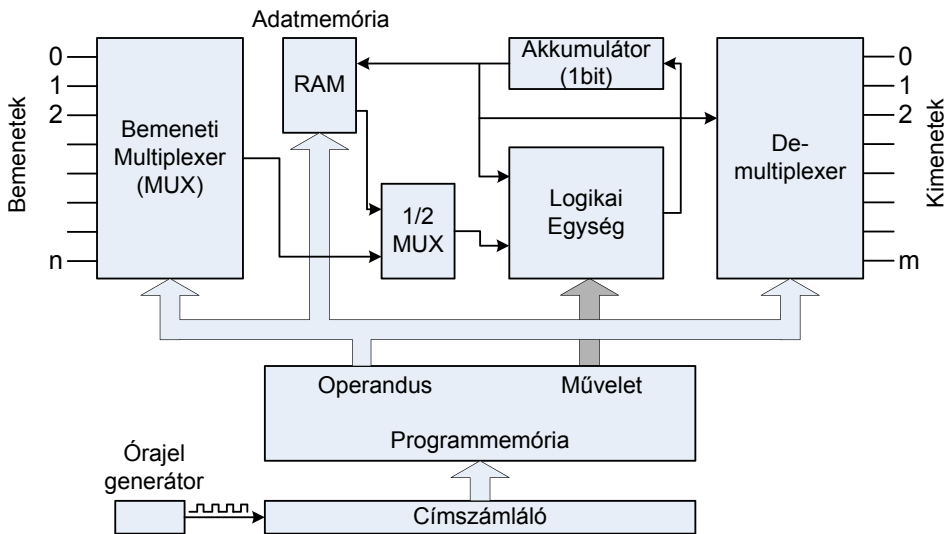 Adatmemória
Bemenetek
0
1
2
n
Bemeneti
Multiplexer
(MUX)
RAM
1/2
MUX
Akkumulátor
(1bit)
Logikai
Egység
De-
multiplexer
0
1
2
m
Kimenetek
Operandus
Művelet
Programmemória
Órajel
generátor
Címszámláló